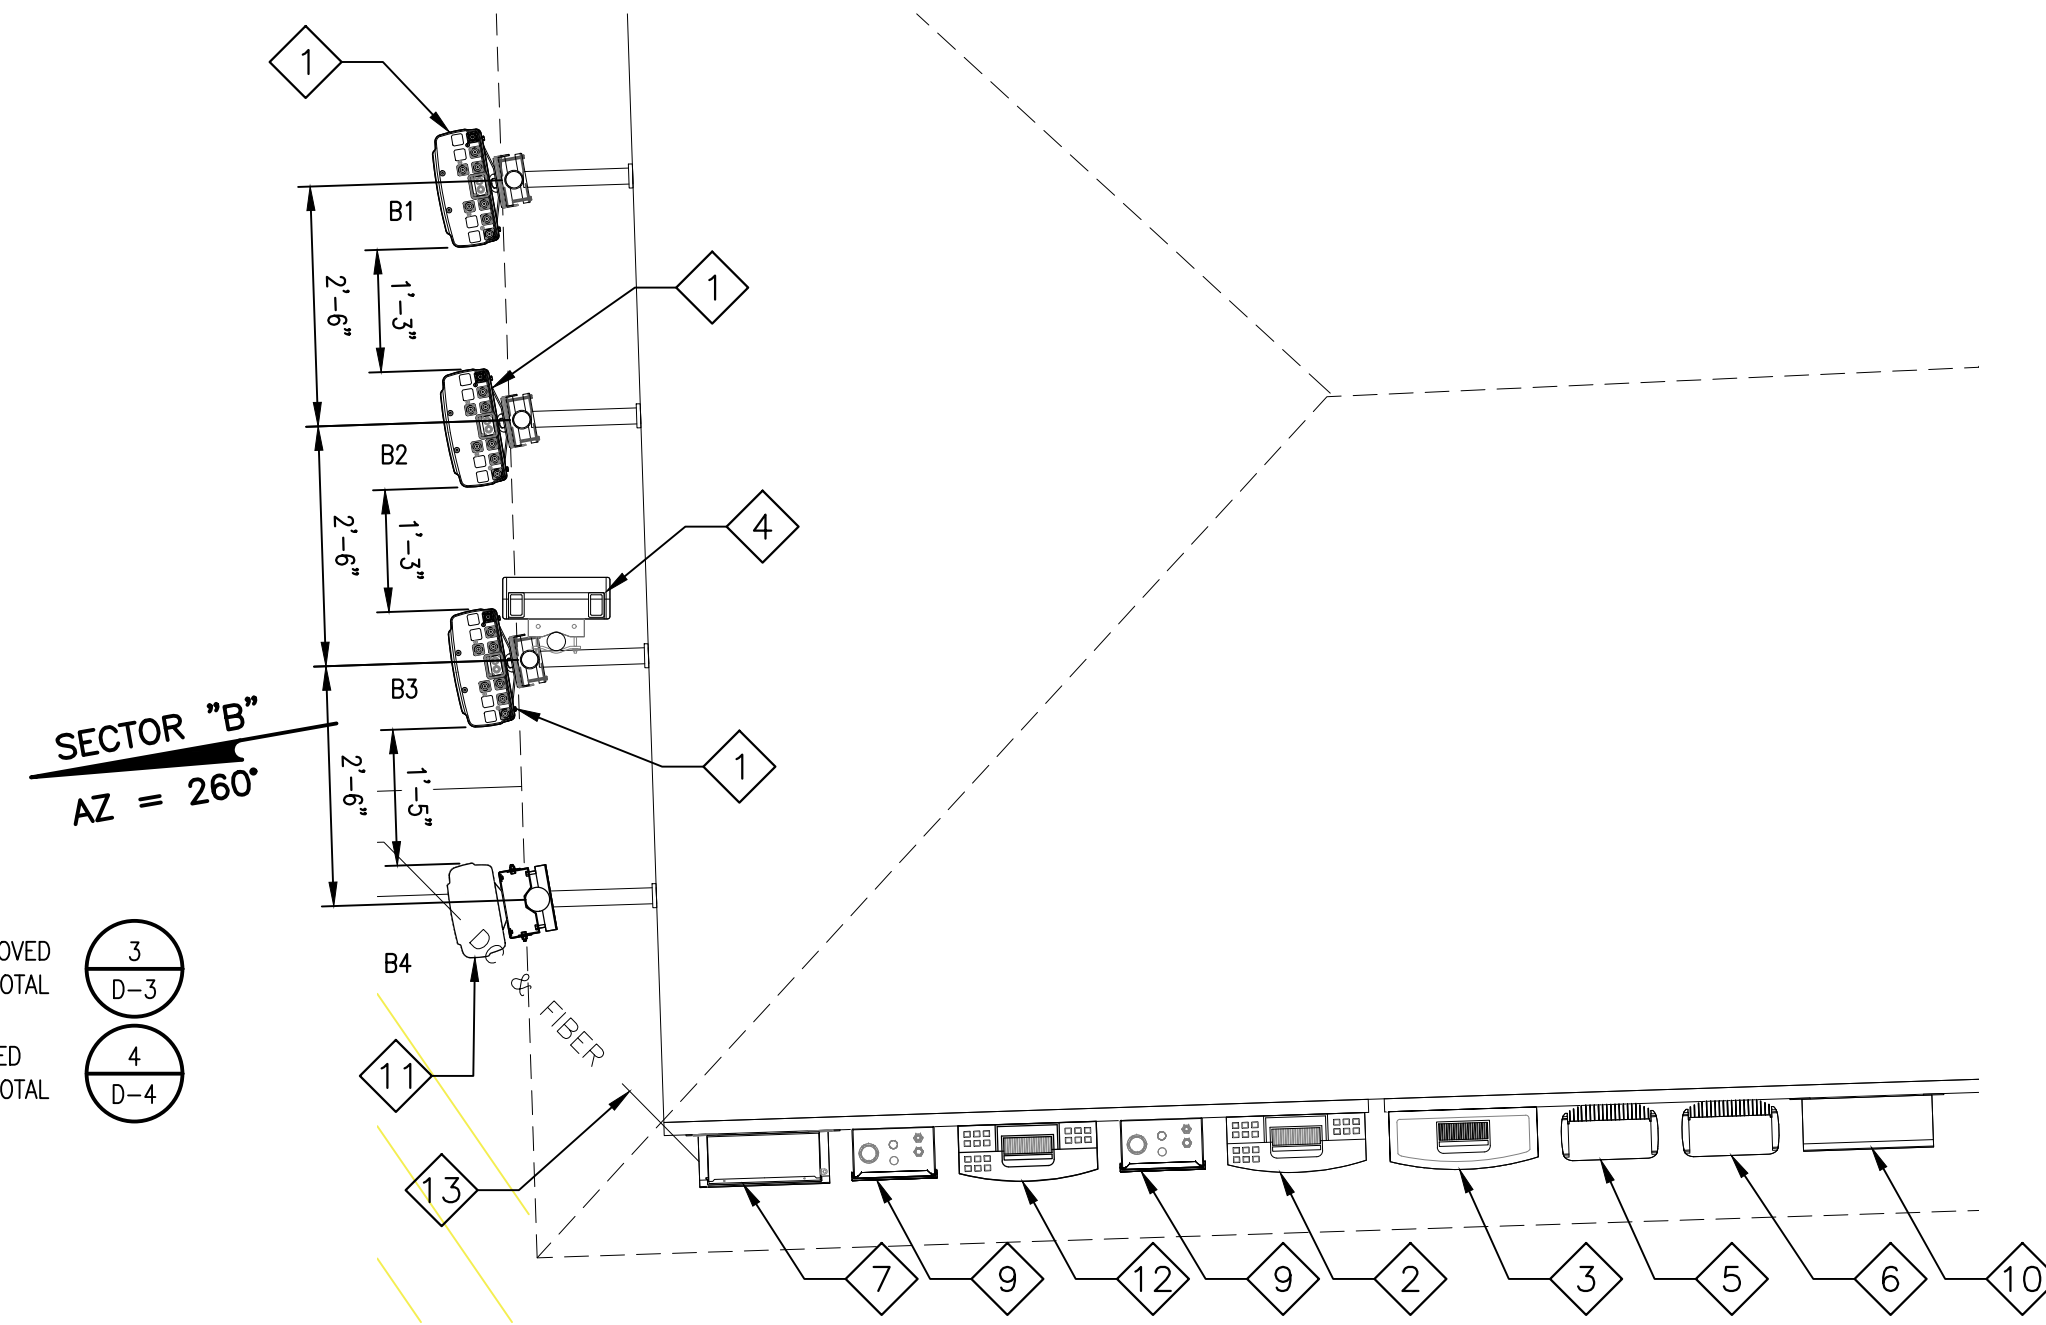 1
B1
2'-6"
1'-3"
1
B2
2'-6"
1'-3"
4
B3
SECTOR "B"
AZ = 260°
2'-6"
1'-5"
1
B4
DC & FIBER
OVED
OTAL
3
D-3
ED
OTAL
4
D-4
11
13
7
9
12
9
2
3
5
6
10